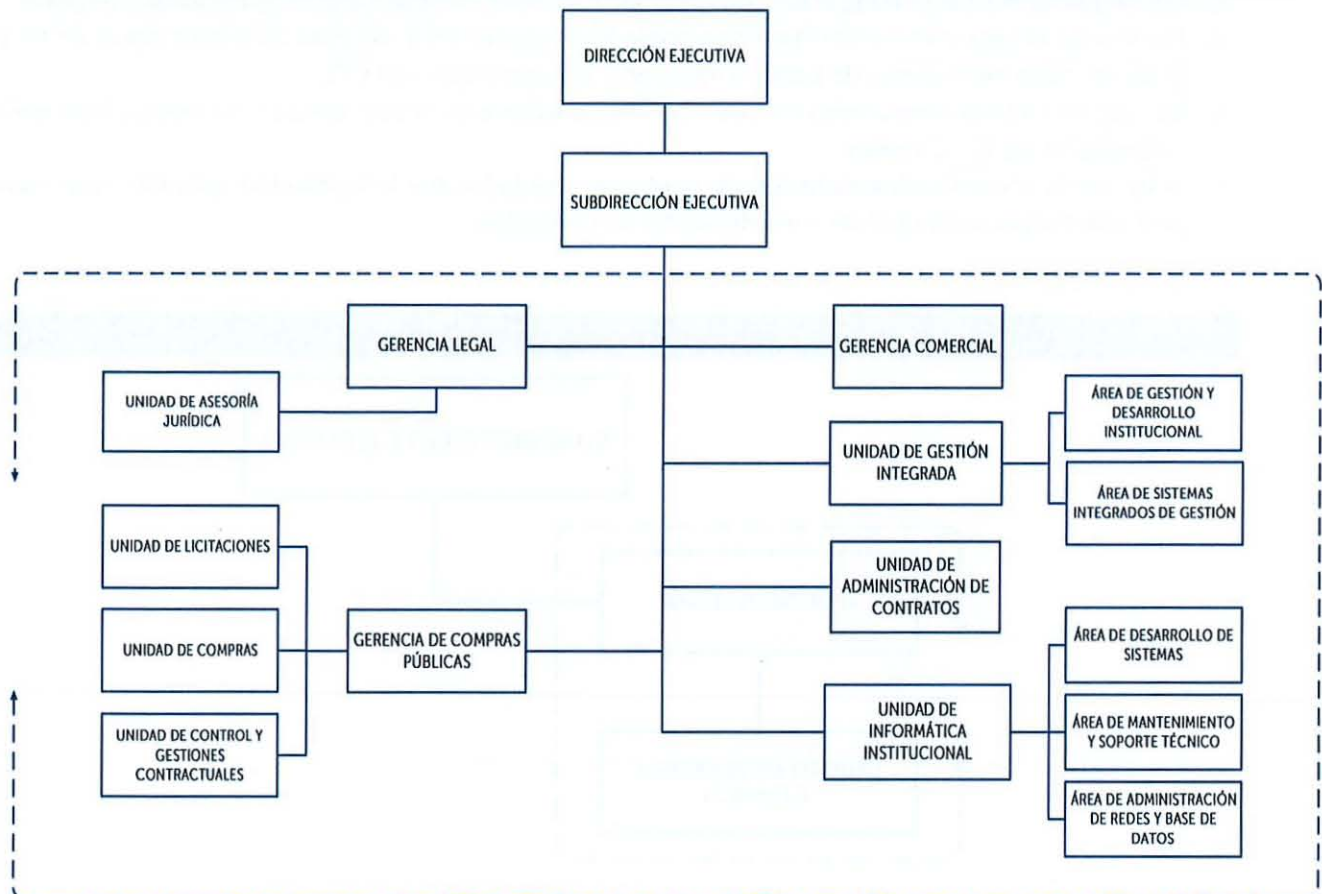 DIRECCIÓN EJECUTIVA
SUBDIRECCIÓN EJECUTIVA
GERENCIA LEGAL
GERENCIA COMERCIAL
UNIDAD DE ASESORÍA
JURÍDICA
ÁREA DE GESTIÓN Y
DESARROLLO
INSTITUCIONAL
UNIDAD DE GESTIÓN
INTEGRADA
ÁREA DE SISTEMAS
INTEGRADOS DE GESTIÓN
UNIDAD DE LICITACIONES
UNIDAD DE
ADMINISTRACIÓN DE
CONTRATOS
UNIDAD DE COMPRAS
GERENCIA DE COMPRAS
PÚBLICAS
ÁREA DE DESARROLLO DE
SISTEMAS
UNIDAD DE CONTROL Y
GESTIONES
CONTRACTUALES
UNIDAD DE
INFORMÁTICA
INSTITUCIONAL
ÁREA DE MANTENIMIENTO
Y SOPORTE TÉCNICO
ÁREA DE ADMINISTRACIÓN
DE REDES Y BASE DE
DATOS